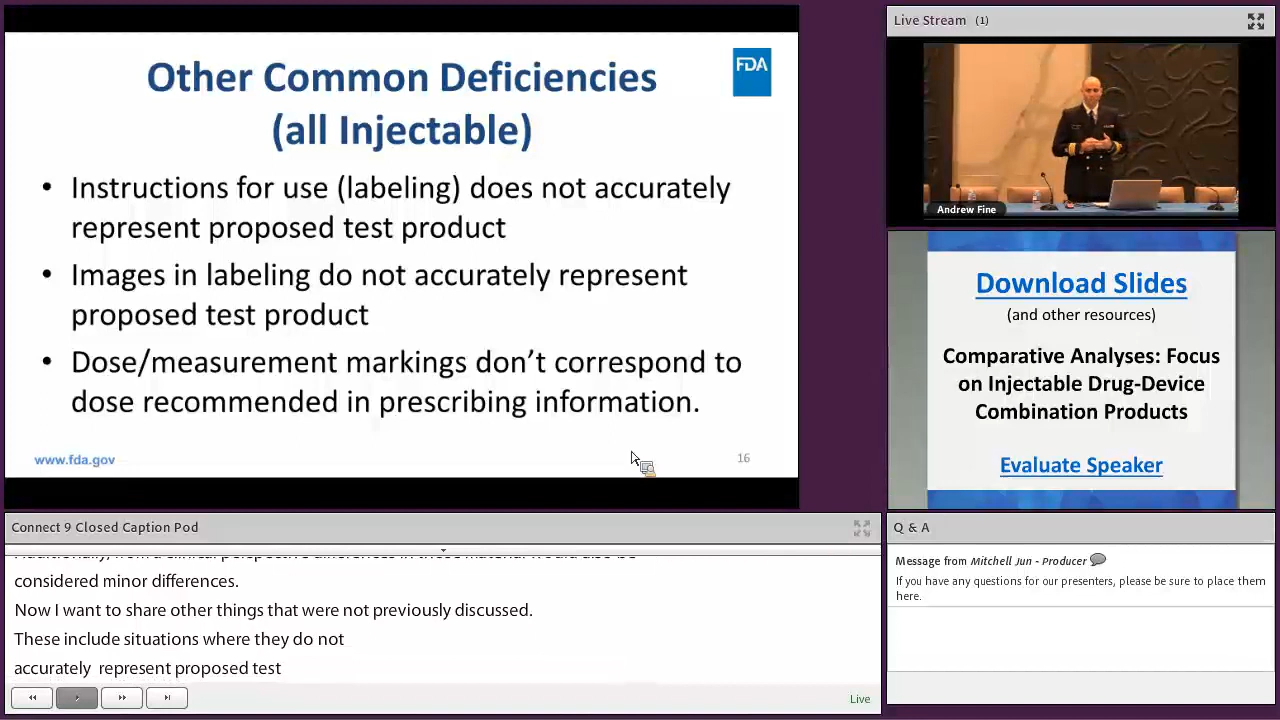 FDA
Other Common Deficiencies
(all Injectable)
• Instructions for use (labeling) does not accurately
represent proposed test product
• Images in labeling do not accurately represent
proposed test product
• Dose/measurement markings don't correspond to
dose recommended in prescribing information.
www.fda.gov
16
Live Stream (1)
Andrew Fine
Download Slides
(and other resources)
Comparative Analyses: Focus
on Injectable Drug-Device
Combination Products
Evaluate Speaker
Connect 9 Closed Caption Pod
considered minor differences.
Now I want to share other things that were not previously discussed.
These include situations where they do not
accurately represent proposed test
Live
Q & A
Message from Mitchell Jun - Producer
If you have any questions for our presenters, please be sure to place them
here.